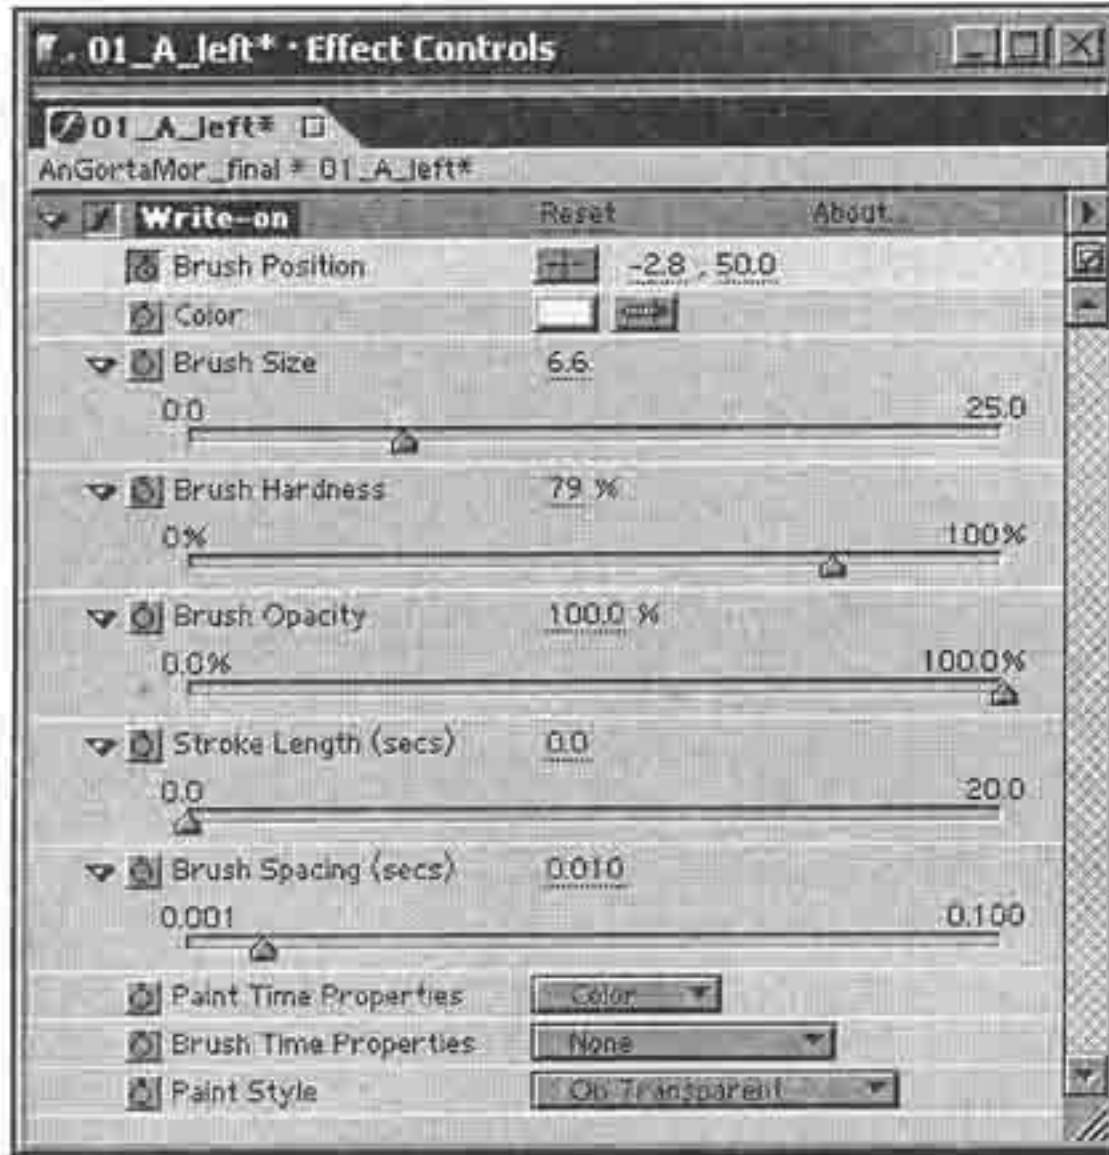 01_A_left* · Effect Controls
01_A_left*
AnGortaMor_final * 01_A_left*
Write-on Reset About...
Brush Position -2.8 , 50.0
Color
Brush Size 6.6
0.0 25.0
Brush Hardness 79 %
0% 100%
Brush Opacity 100.0 %
0.0% 100.0%
Stroke Length (secs) 0.0
0.0 20.0
Brush Spacing (secs) 0.010
0.001 0.100
Paint Time Properties Color
Brush Time Properties None
Paint Style On Transparent